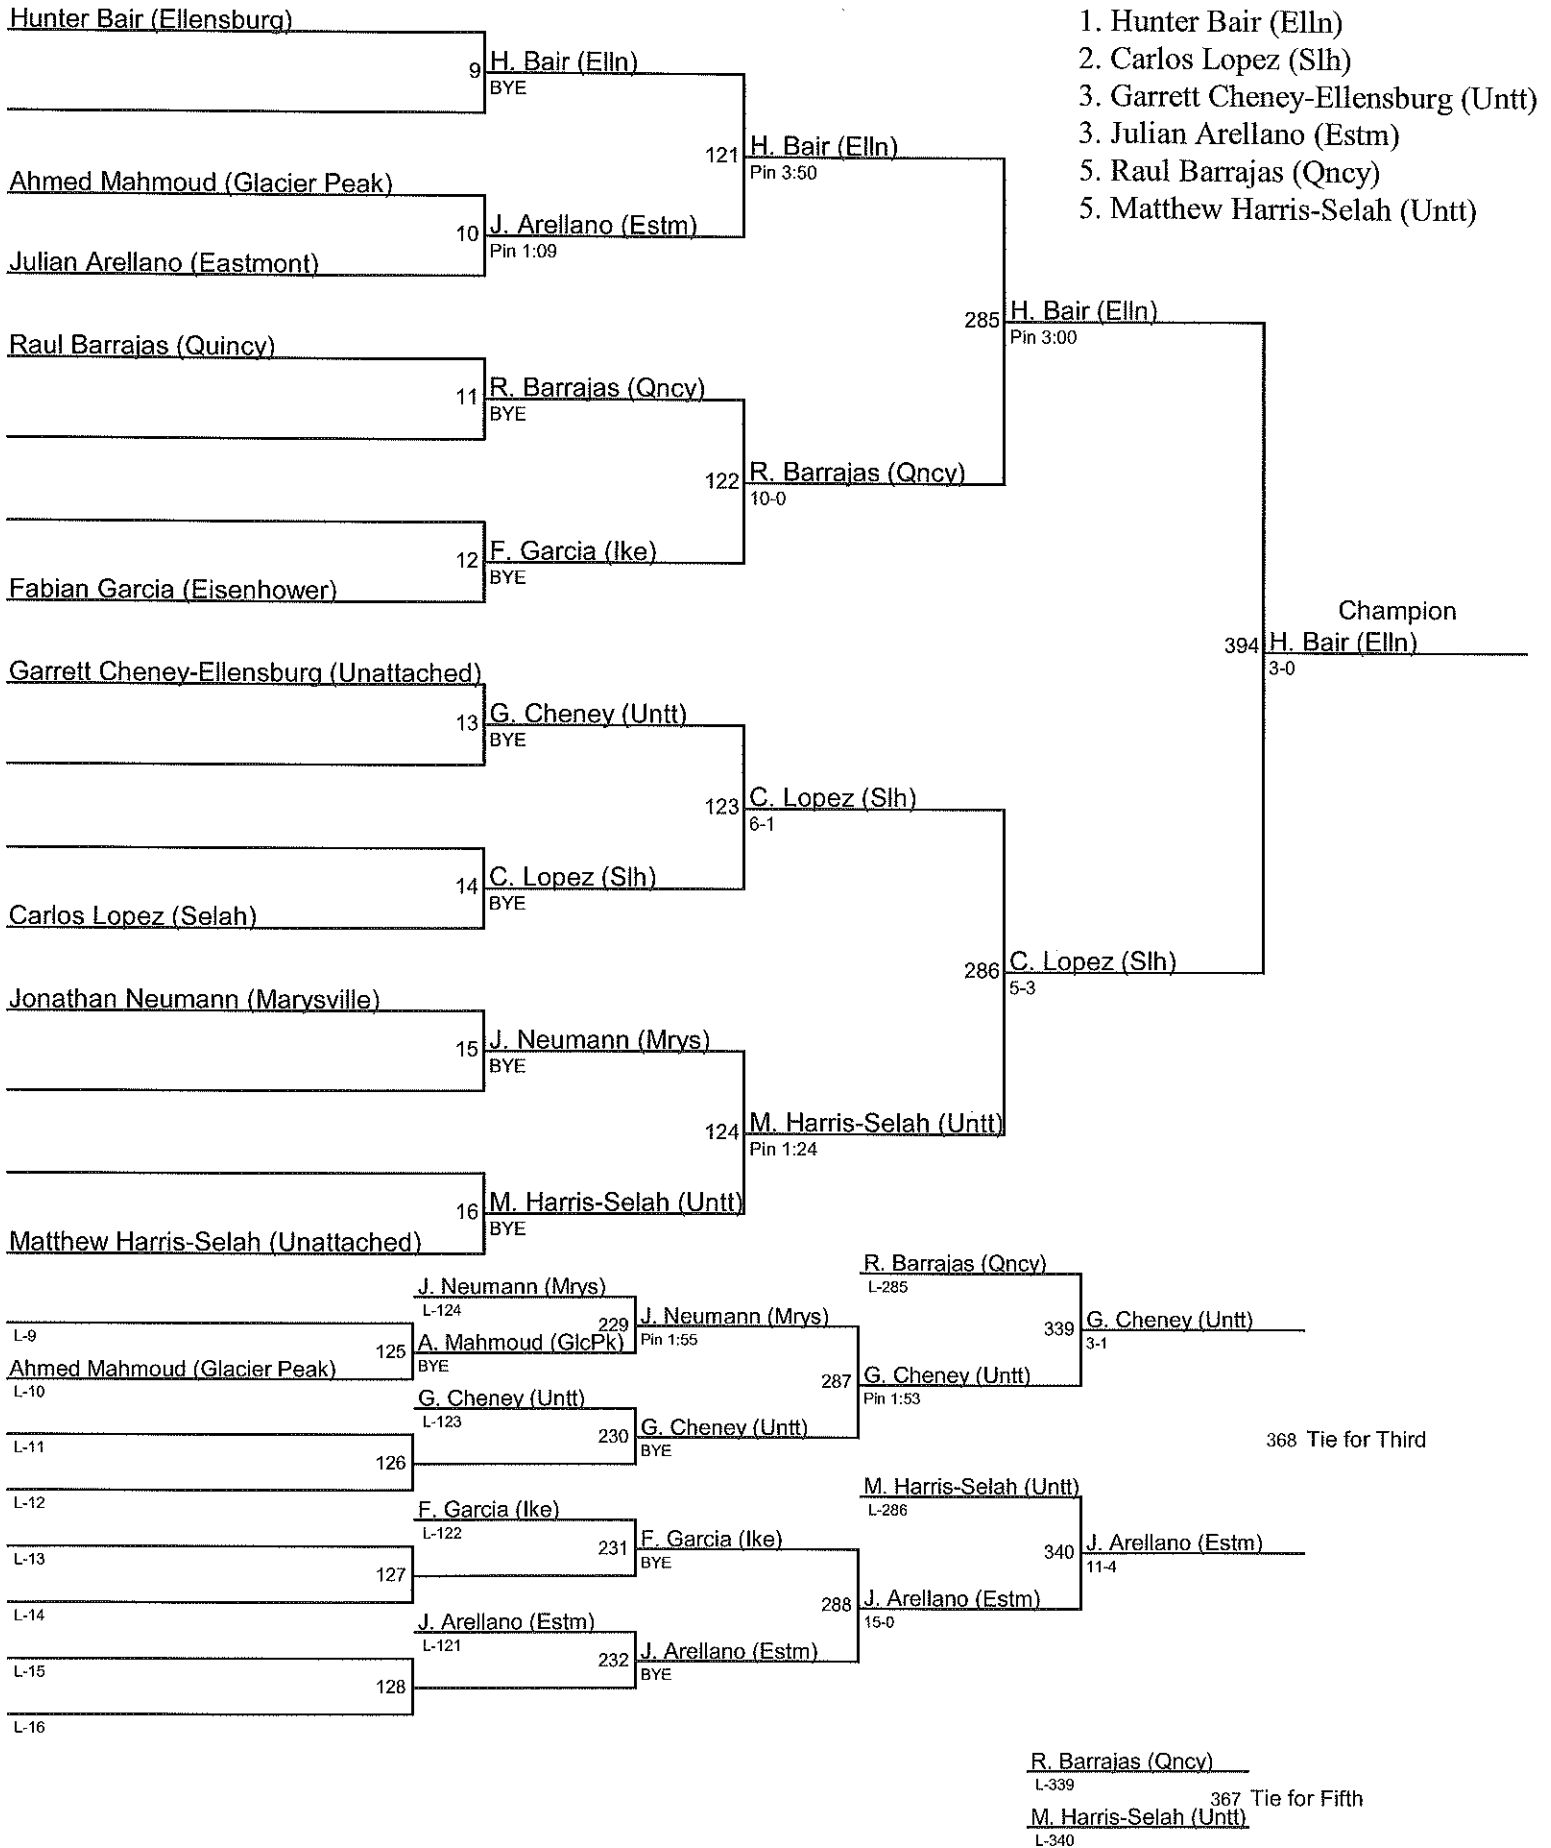 1. Hunter Bair (Elln)
2. Carlos Lopez (Slh)
3. Garrett Cheney-Ellensburg (Untt)
3. Julian Arellano (Estm)
5. Raul Barrajas (Qncy)
5. Matthew Harris-Selah (Untt)
Hunter Bair (Ellensburg)
9 H. Bair (Elln)
BYE
121 H. Bair (Elln)
Pin 3:50
Ahmed Mahmoud (Glacier Peak)
10 J. Arellano (Estm)
Pin 1:09
Julian Arellano (Eastmont)
285 H. Bair (Elln)
Pin 3:00
Raul Barrajas (Quincy)
11 R. Barrajas (Qncy)
BYE
122 R. Barrajas (Qncy)
10-0
12 F. Garcia (Ike)
BYE
Fabian Garcia (Eisenhower)
Champion
394 H. Bair (Elln)
3-0
Garrett Cheney-Ellensburg (Unattached)
13 G. Cheney (Untt)
BYE
123 C. Lopez (Slh)
6-1
14 C. Lopez (Slh)
BYE
Carlos Lopez (Selah)
286 C. Lopez (Slh)
5-3
Jonathan Neumann (Marysville)
15 J. Neumann (Mrys)
BYE
124 M. Harris-Selah (Untt)
Pin 1:24
16 M. Harris-Selah (Untt)
BYE
Matthew Harris-Selah (Unattached)
R. Barrajas (Qncy)
L-285
J. Neumann (Mrys)
L-124
229 J. Neumann (Mrys)
Pin 1:55
339 G. Cheney (Untt)
3-1
L-9
125 A. Mahmoud (GlcPk)
BYE
Ahmed Mahmoud (Glacier Peak)
L-10
287 G. Cheney (Untt)
Pin 1:53
G. Cheney (Untt)
L-123
230 G. Cheney (Untt)
BYE
368 Tie for Third
L-11
126
L-12
M. Harris-Selah (Untt)
L-286
F. Garcia (Ike)
L-122
231 F. Garcia (Ike)
BYE
340 J. Arellano (Estm)
11-4
L-13
127
L-14
288 J. Arellano (Estm)
15-0
J. Arellano (Estm)
L-121
232 J. Arellano (Estm)
BYE
L-15
128
L-16
R. Barrajas (Qncy)
L-339
367 Tie for Fifth
M. Harris-Selah (Untt)
L-340